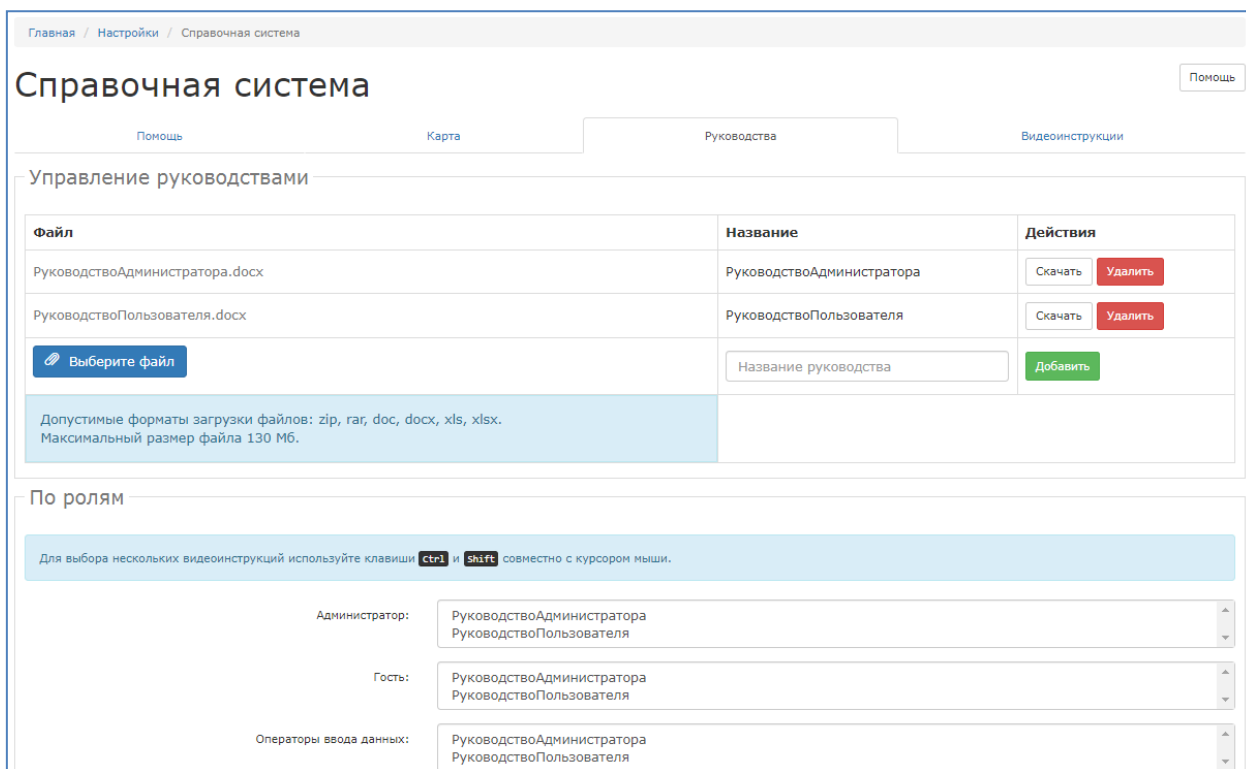 Главная / Настройки / Справочная система
Справочная система
Помощь
Помощь Карта Руководства Видеоинструкции
Управление руководствами
Файл Название Действия
РуководствоАдминистратора.docx РуководствоАдминистратора Скачать Удалить
РуководствоПользователя.docx РуководствоПользователя Скачать Удалить
Выберите файл Название руководства Добавить
Допустимые форматы загрузки файлов: zip, rar, doc, docx, xls, xlsx.
Максимальный размер файла 130 Мб.
По ролям
Для выбора нескольких видеоинструкций используйте клавиши Ctrl и Shift совместно с курсором мыши.
Администратор: РуководствоАдминистратора
РуководствоПользователя
Гость: РуководствоАдминистратора
РуководствоПользователя
Операторы ввода данных: РуководствоАдминистратора
РуководствоПользователя